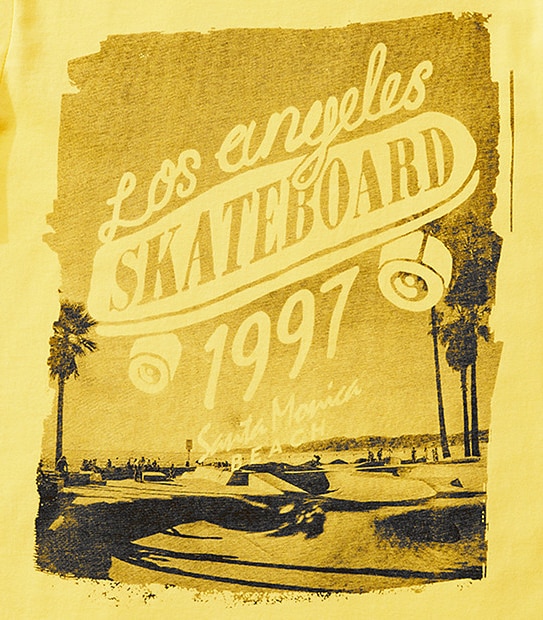 Los angeles
SKATEBOARD
1997
Santa Monica
BEACH